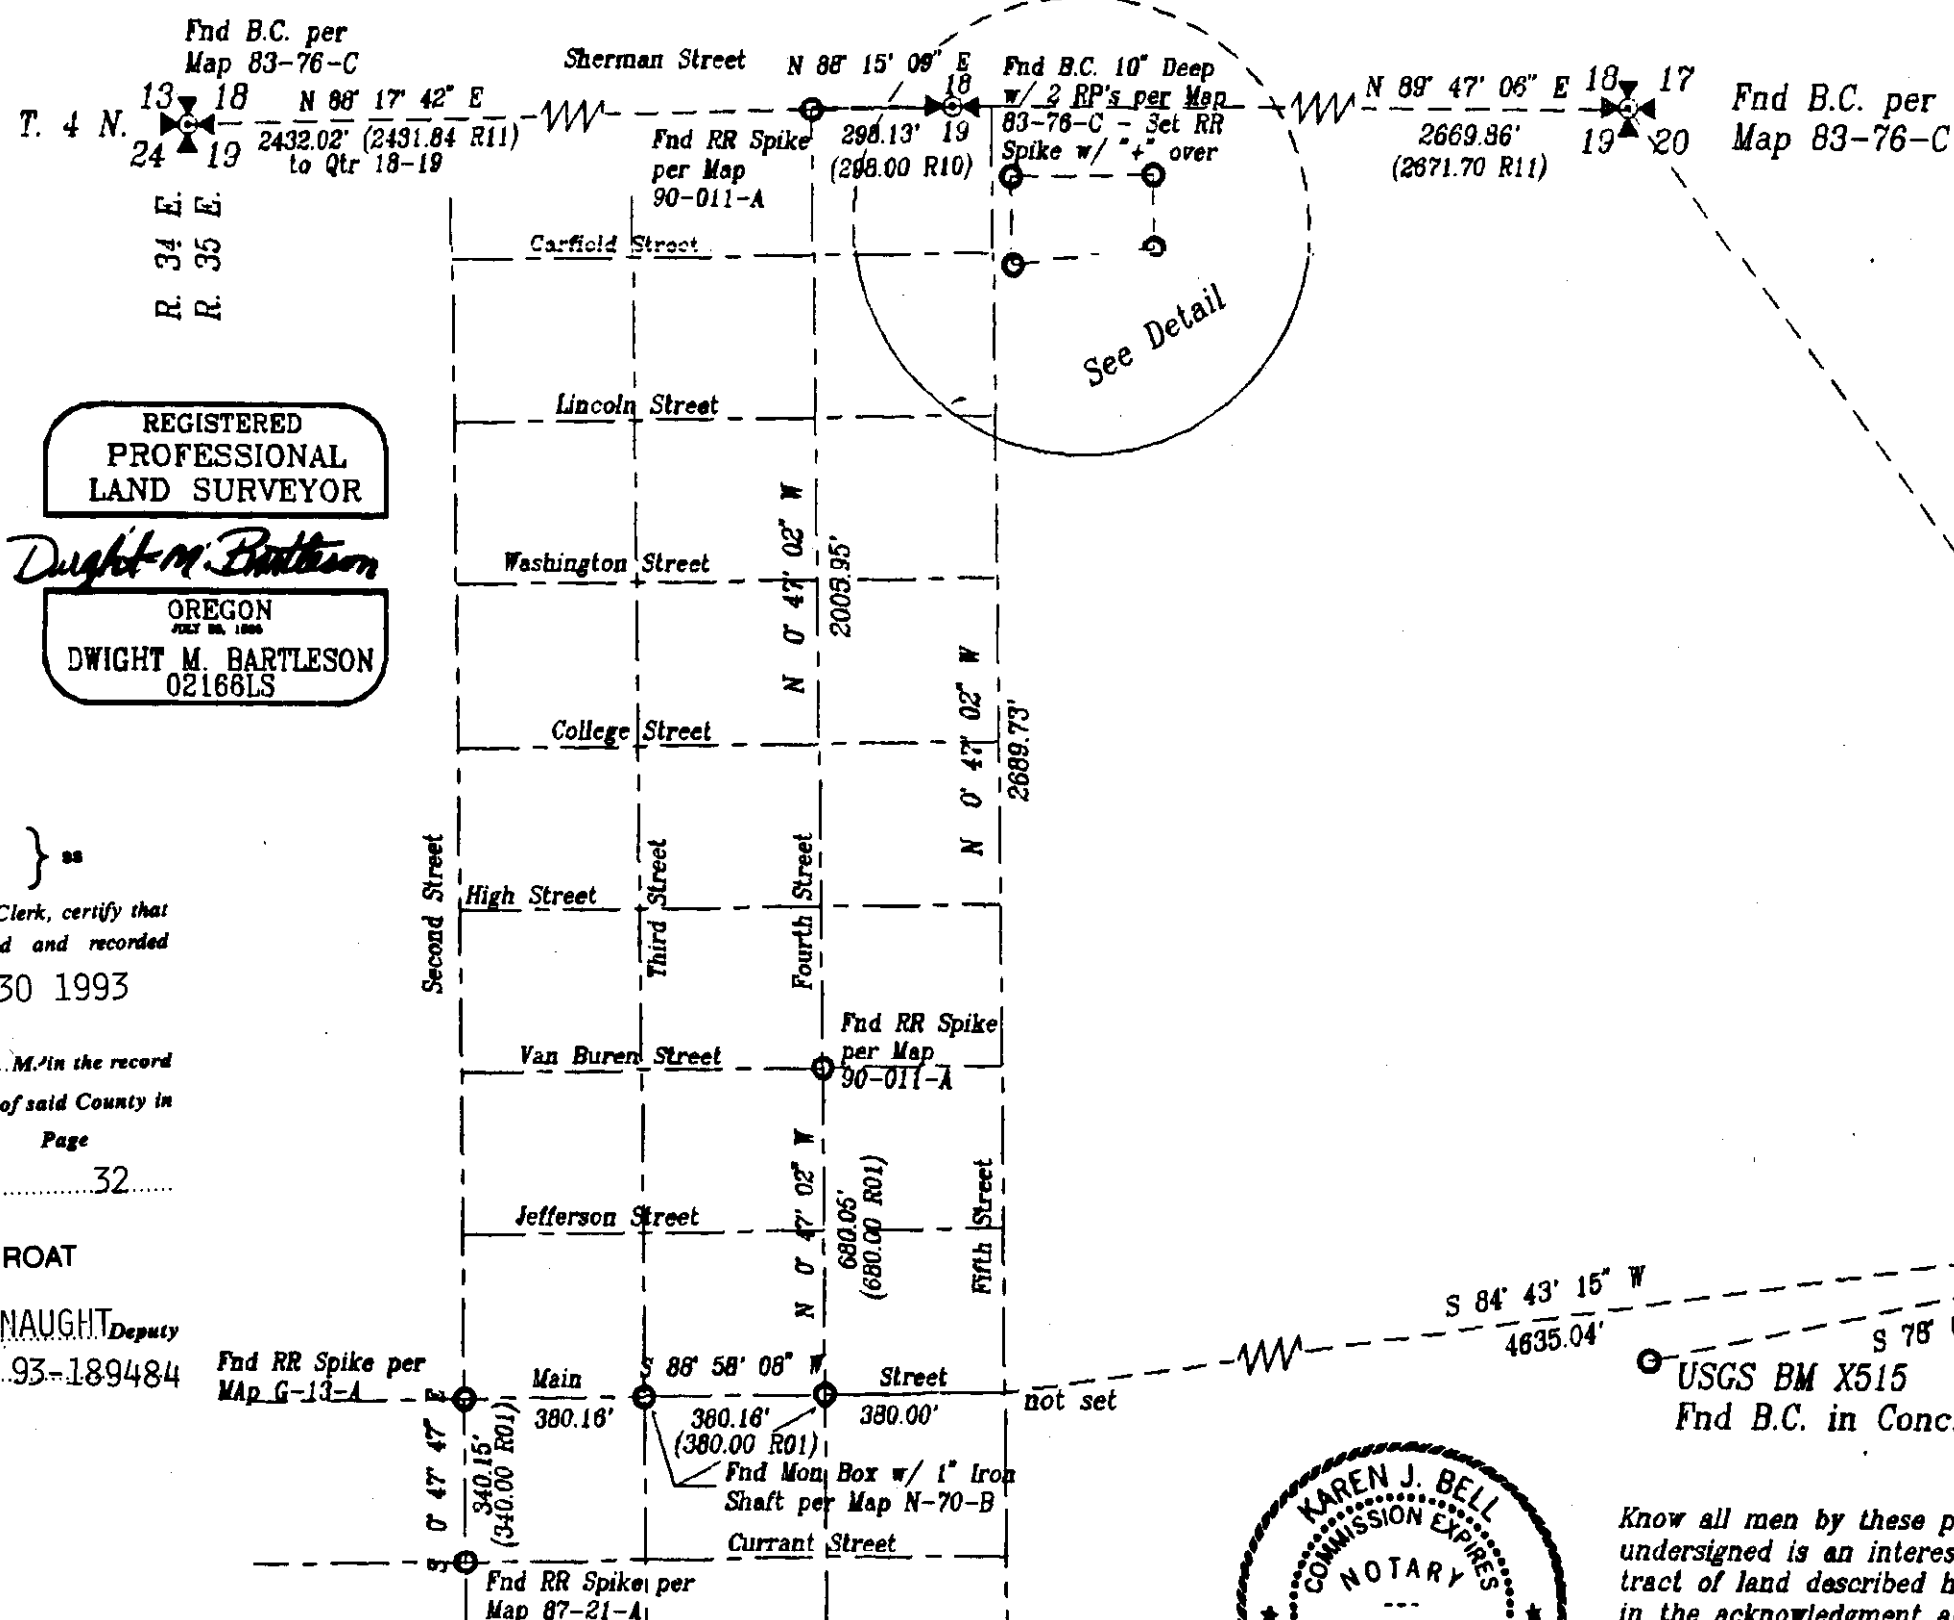 Fnd B.C. per
Map 83-76-C
T. 4 N.
13 18
24 19
R. 34 E.
R. 35 E.
N 88° 17' 42" E
2432.02' (2431.84 R11)
to Qtr 18-19
Sherman Street
N 88° 15' 09" E
298.13'
(298.00 R10)
Fnd RR Spike
per Map
90-011-A
18
19
Fnd B.C. 10" Deep
w/ 2 RP's per Map
83-76-C - Set RR
Spike w/ "+" over
N 89° 47' 06" E
2669.86'
(2671.70 R11)
18 17
19 20
Fnd B.C. per
Map 83-76-C
Carfield Street
See Detail
Lincoln Street
REGISTERED
PROFESSIONAL
LAND SURVEYOR
Dwight M. Bartleson
OREGON
DWIGHT M. BARTLESON
02166LS
Washington Street
N 0° 47' 02" W
2005.95'
College Street
N 0° 47' 02" W
2689.73'
} ss
Clerk, certify that
d and recorded
30 1993
M. in the record
of said County in
Page
32
ROAT
NAUGHT Deputy
93-189484
Second Street
Third Street
Fourth Street
High Street
Van Buren Street
Fnd RR Spike
per Map
90-011-A
N 0° 47' 02" W
680.05'
(680.00 R01)
Jefferson Street
Fifth Street
Fnd RR Spike per
MAp G-13-A
Main
380.16'
S 88° 58' 08" W
380.16'
(380.00 R01)
Street
380.00'
not set
S 84° 43' 15" W
4635.04'
S 78°
USGS BM X515
Fnd B.C. in Conc.
S 0° 47' 47" E
340.15'
(340.00 R01)
Fnd Mon Box w/ 1" Iron
Shaft per Map N-70-B
Currant Street
Fnd RR Spike per
Map 87-21-A
KAREN J. BELL
COMMISSION EXPIRES
NOTARY
Know all men by these p
undersigned is an interes
tract of land described h
in the acknowledgment